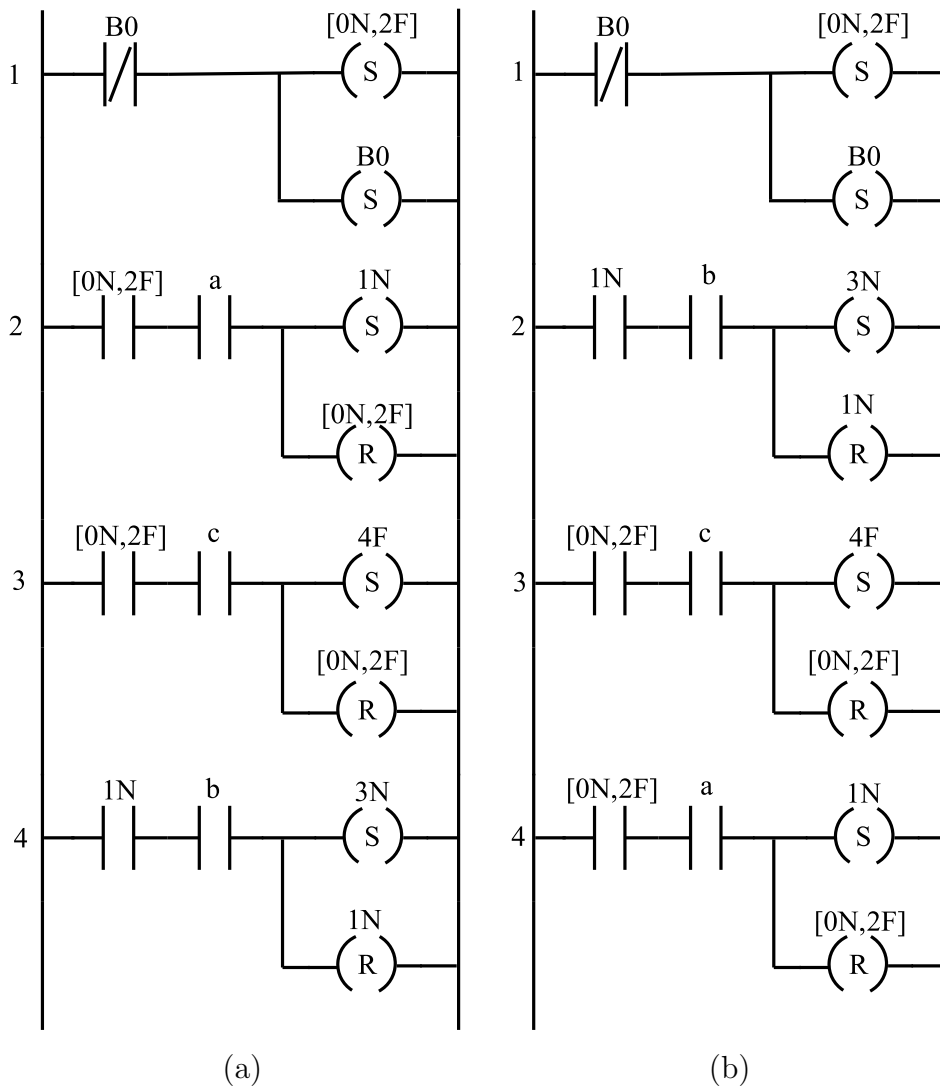 B0
[0N,2F]
1
S
B0
S
[0N,2F]
a
1N
2
S
[0N,2F]
R
[0N,2F]
c
4F
3
S
[0N,2F]
R
1N
b
3N
4
S
1N
R
(a)
B0
[0N,2F]
1
S
B0
S
1N
b
3N
2
S
1N
R
[0N,2F]
c
4F
3
S
[0N,2F]
R
[0N,2F]
a
1N
4
S
[0N,2F]
R
(b)